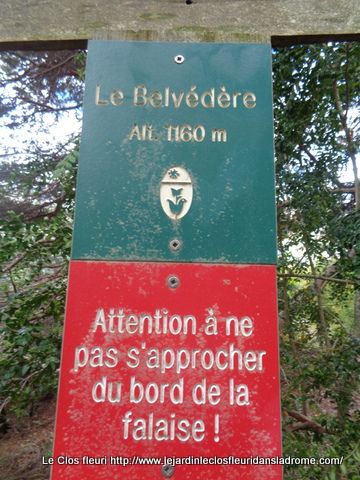 Le Belvédère
Alt. 1160 m
Attention à ne
pas s'approcher
du bord de la
falaise !
Le Clos fleuri http://www.lejardinleclosfleuridansladrome.com/